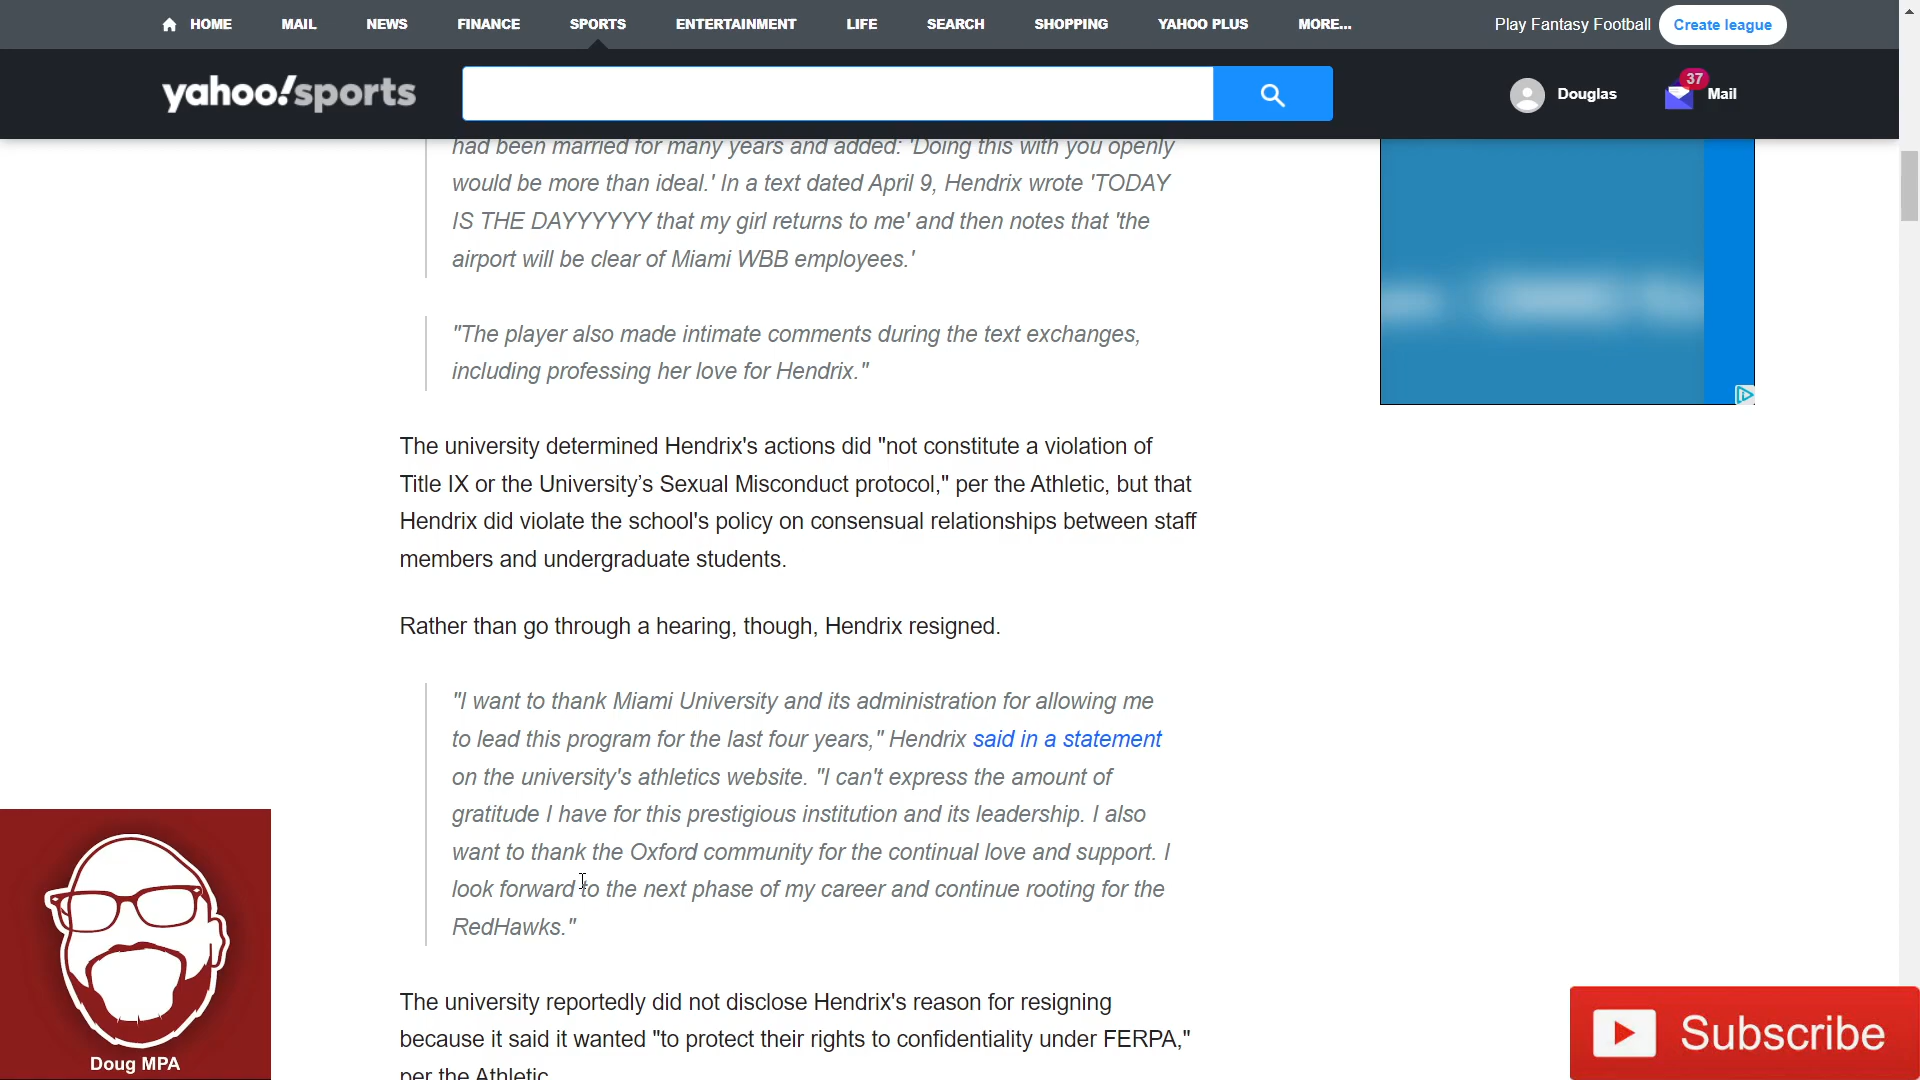 HOME MAIL NEWS FINANCE SPORTS ENTERTAINMENT LIFE SEARCH SHOPPING YAHOO PLUS MORE... Play Fantasy Football Create league
yahoo!sports Douglas 37 Mail
had been married for many years and added: 'Doing this with you openly
would be more than ideal.' In a text dated April 9, Hendrix wrote 'TODAY
IS THE DAYYYYYY that my girl returns to me' and then notes that 'the
airport will be clear of Miami WBB employees.'
"The player also made intimate comments during the text exchanges,
including professing her love for Hendrix."
The university determined Hendrix's actions did "not constitute a violation of
Title IX or the University’s Sexual Misconduct protocol," per the Athletic, but that
Hendrix did violate the school's policy on consensual relationships between staff
members and undergraduate students.
Rather than go through a hearing, though, Hendrix resigned.
"I want to thank Miami University and its administration for allowing me
to lead this program for the last four years," Hendrix said in a statement
on the university's athletics website. "I can't express the amount of
gratitude I have for this prestigious institution and its leadership. I also
want to thank the Oxford community for the continual love and support. I
look forward to the next phase of my career and continue rooting for the
RedHawks."
The university reportedly did not disclose Hendrix's reason for resigning
because it said it wanted "to protect their rights to confidentiality under FERPA,"
per the Athletic.
Doug MPA
Subscribe